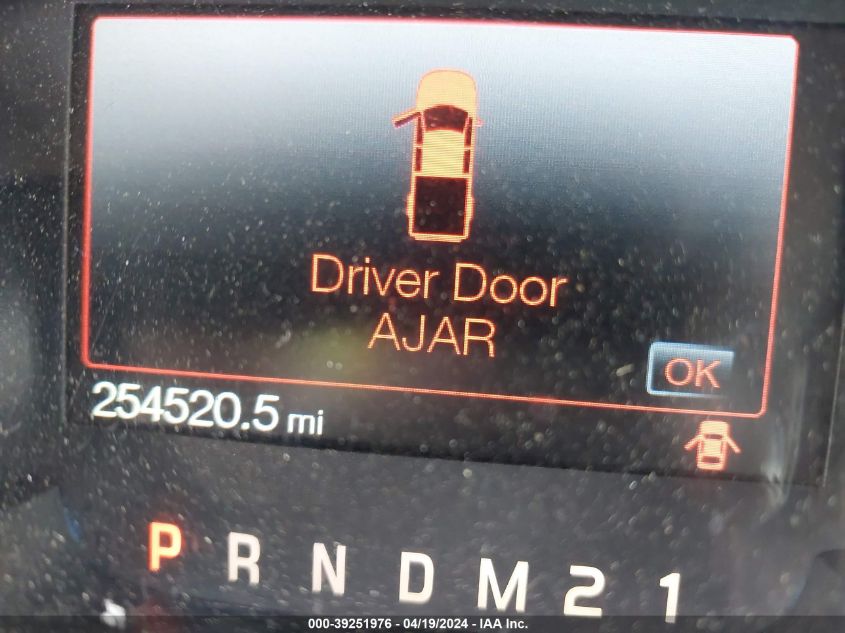 Driver Door
AJAR
OK
254520.5 mi
P R N D M 2 1
000-39251976 - 04/19/2024 - IAA Inc.